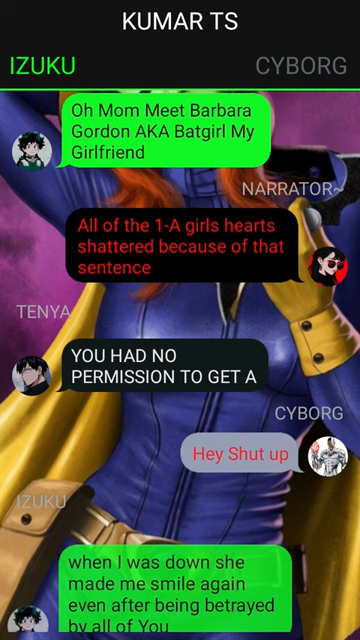 KUMAR TS
IZUKU
CYBORG
Oh Mom Meet Barbara
Gordon AKA Batgirl My
Girlfriend
NARRATOR~
All of the 1-A girls hearts
shattered because of that
sentence
TENYA
YOU HAD NO
PERMISSION TO GET A
CYBORG
Hey Shut up
IZUKU
when I was down she
made me smile again
even after being betrayed
by all of You